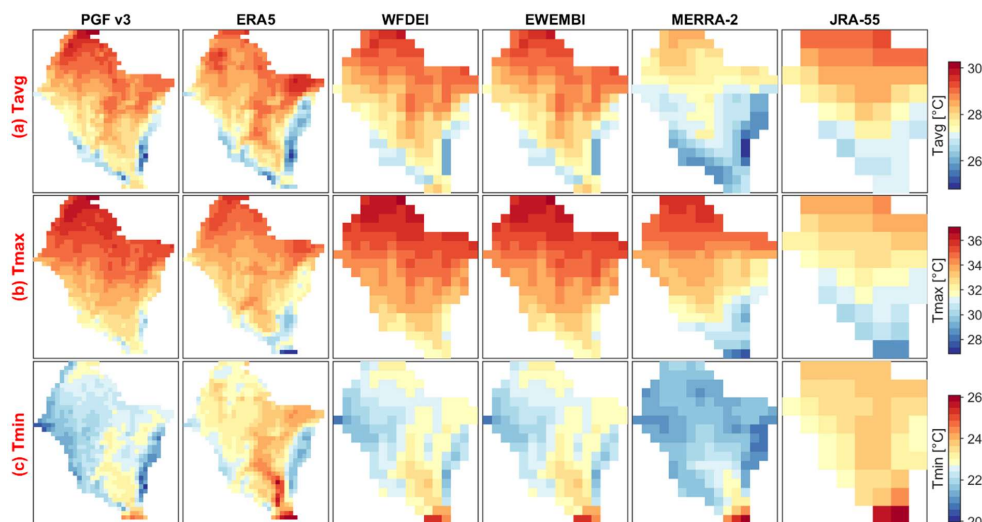 PGF v3 ERA5 WFDEI EWEMBI MERRA-2 JRA-55
(a) Tavg
30
28
26
Tavg [°C]
(b) Tmax
36
34
32
30
28
Tmax [°C]
(c) Tmin
26
24
22
20
Tmin [°C]